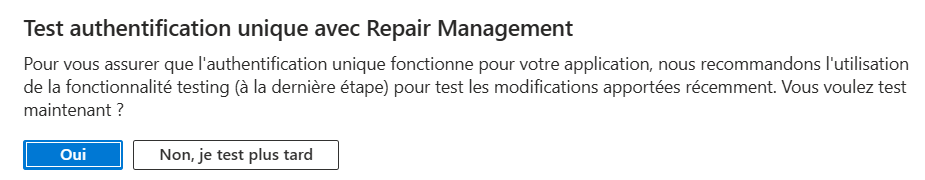 Test authentification unique avec Repair Management
Pour vous assurer que l'authentification unique fonctionne pour votre application, nous recommandons l'utilisation
de la fonctionnalité testing (à la dernière étape) pour test les modifications apportées récemment. Vous voulez test
maintenant ?
Oui
Non, je test plus tard